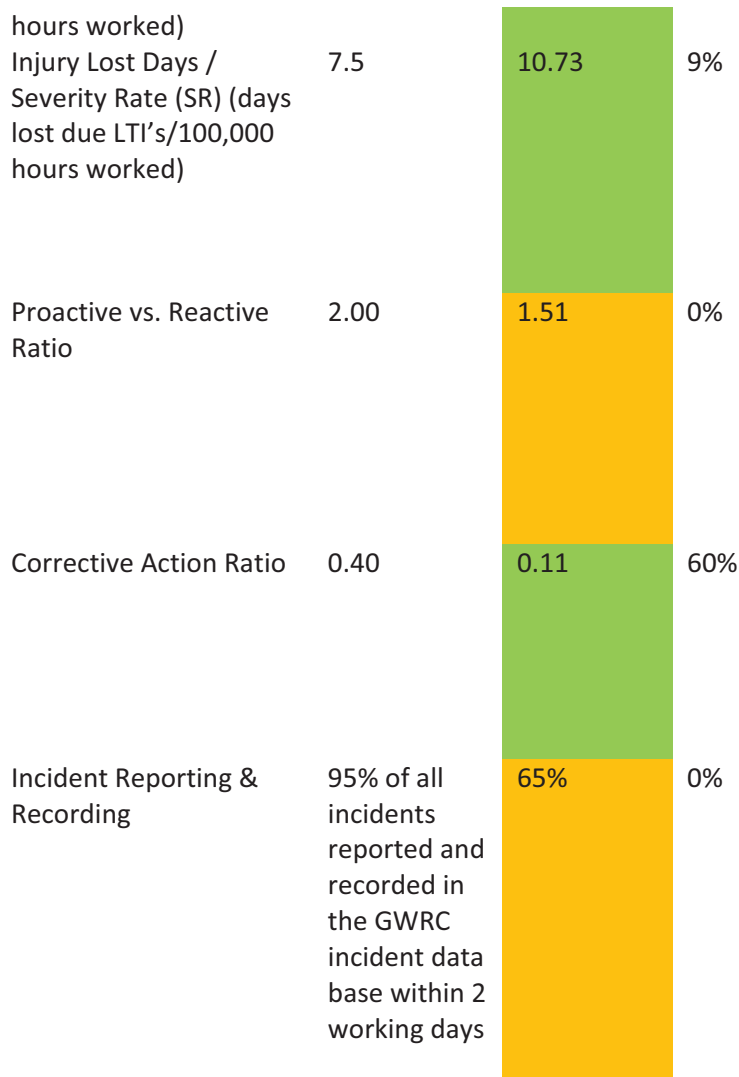 hours worked)
Injury Lost Days / 7.5 10.73 9%
Severity Rate (SR) (days
lost due LTI's/100,000
hours worked)
Proactive vs. Reactive 2.00 1.51 0%
Ratio
Corrective Action Ratio 0.40 0.11 60%
Incident Reporting & 95% of all 65% 0%
Recording incidents
reported and
recorded in
the GWRC
incident data
base within 2
working days